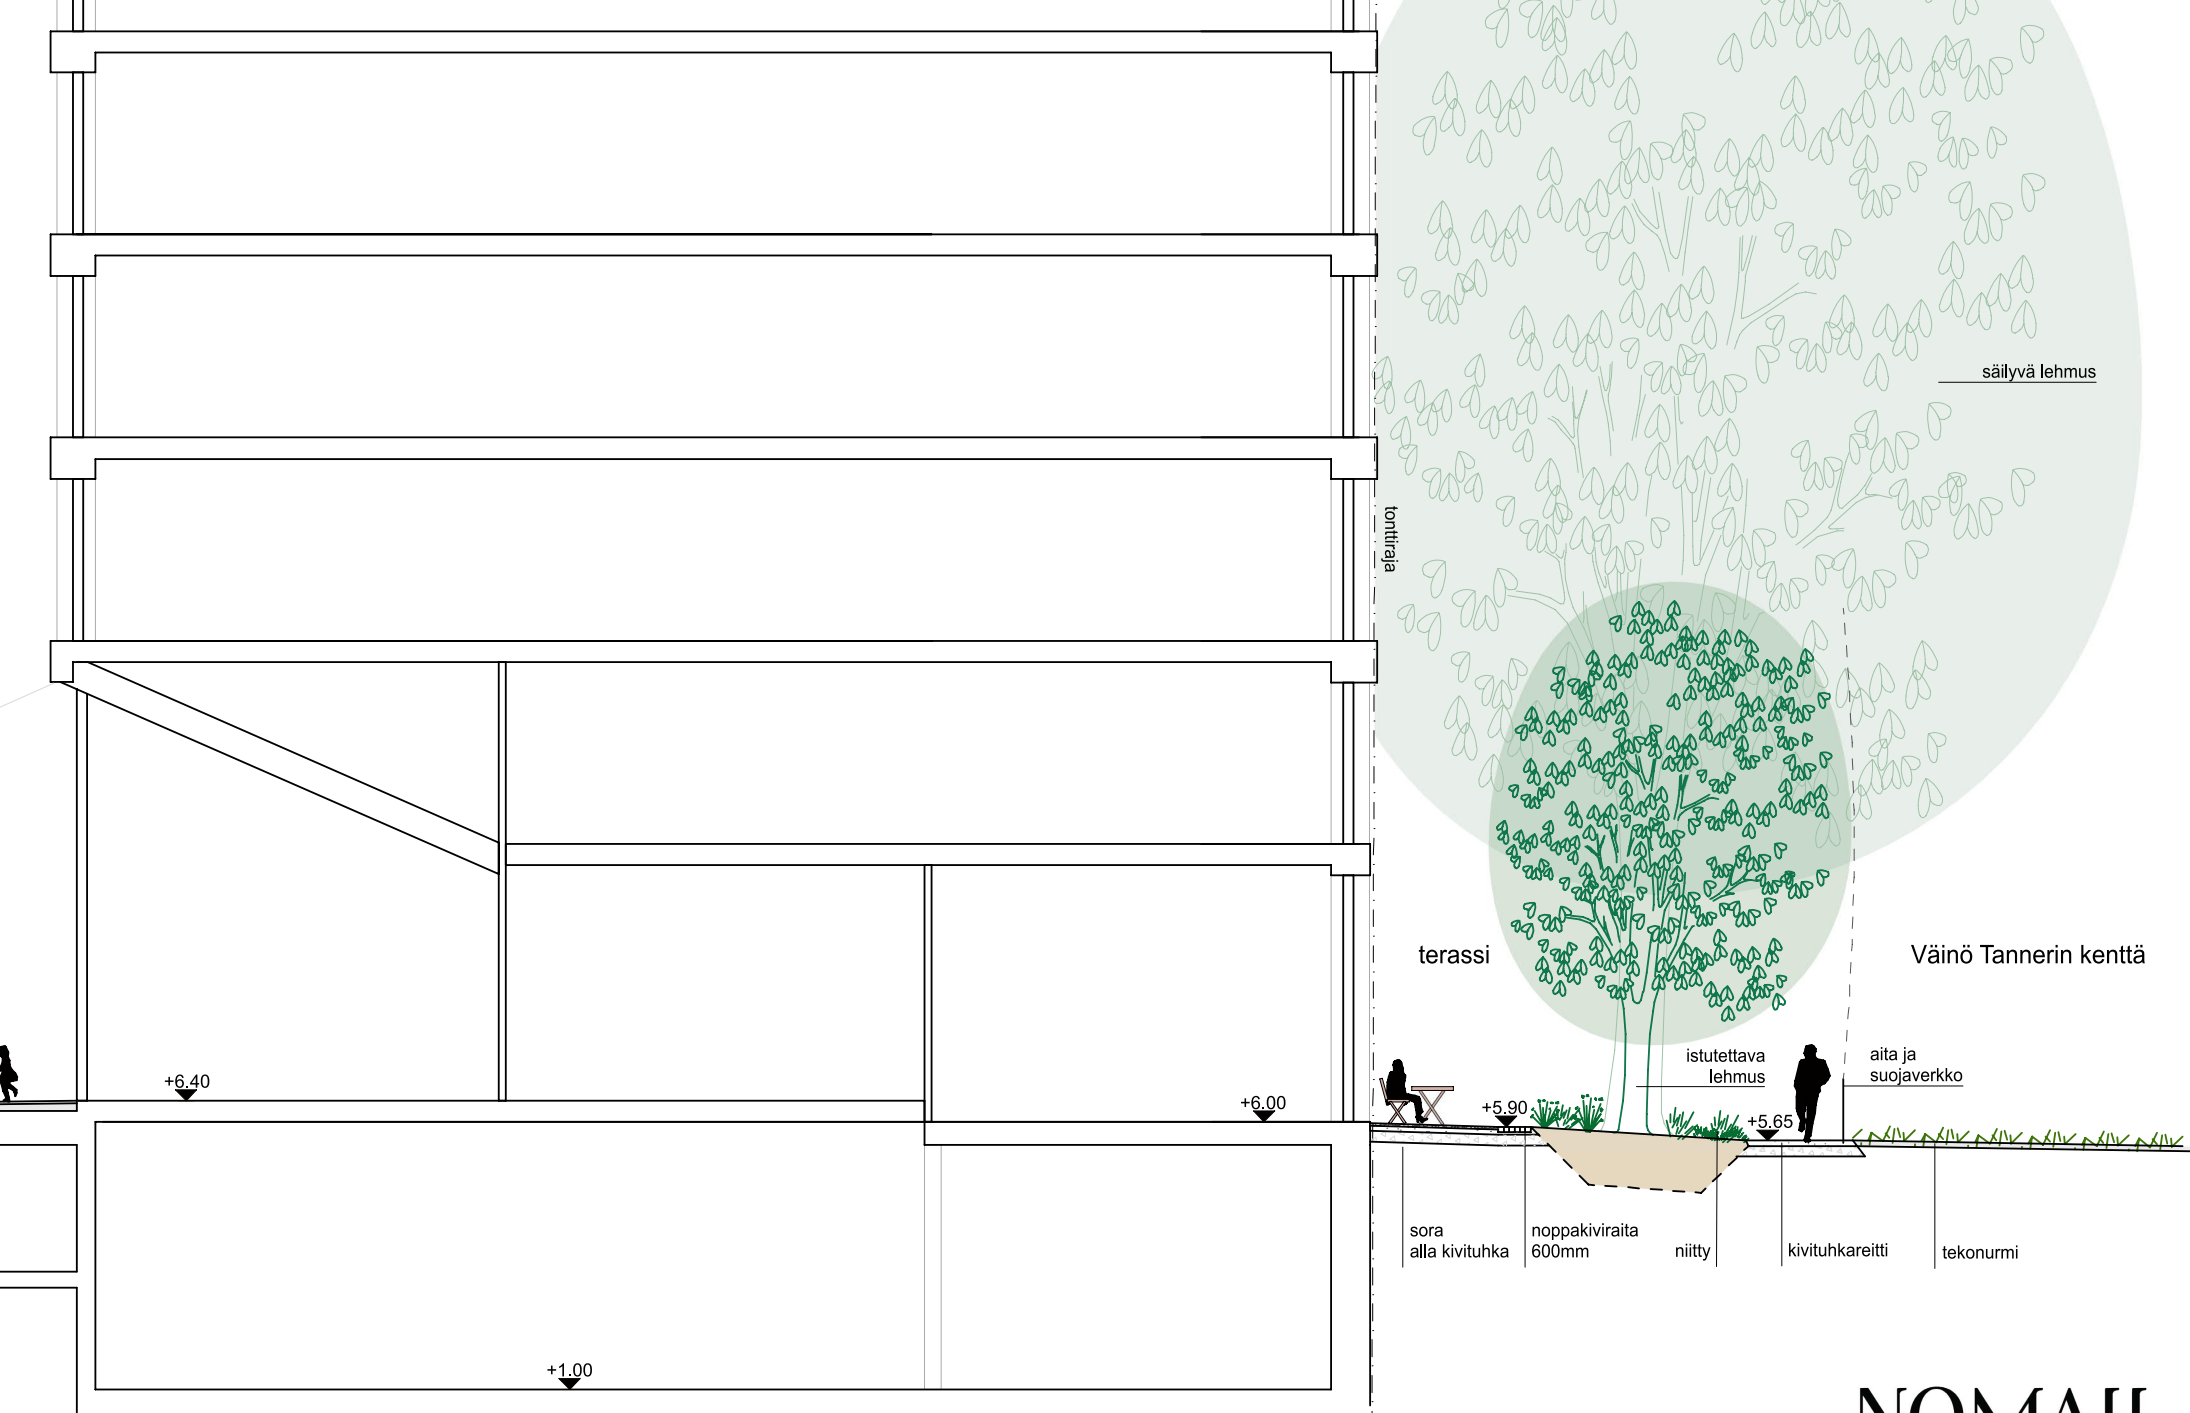 säilyvä lehmus
tonttiraja
terassi
Väinö Tannerin kenttä
istutettava
lehmus
aita ja
suojaverkko
+6.40
+6.00
+5.90
+5.65
sora
alla kivituhka
noppakiviraita
600mm
niitty
kivituhkareitti
tekonurmi
+1.00